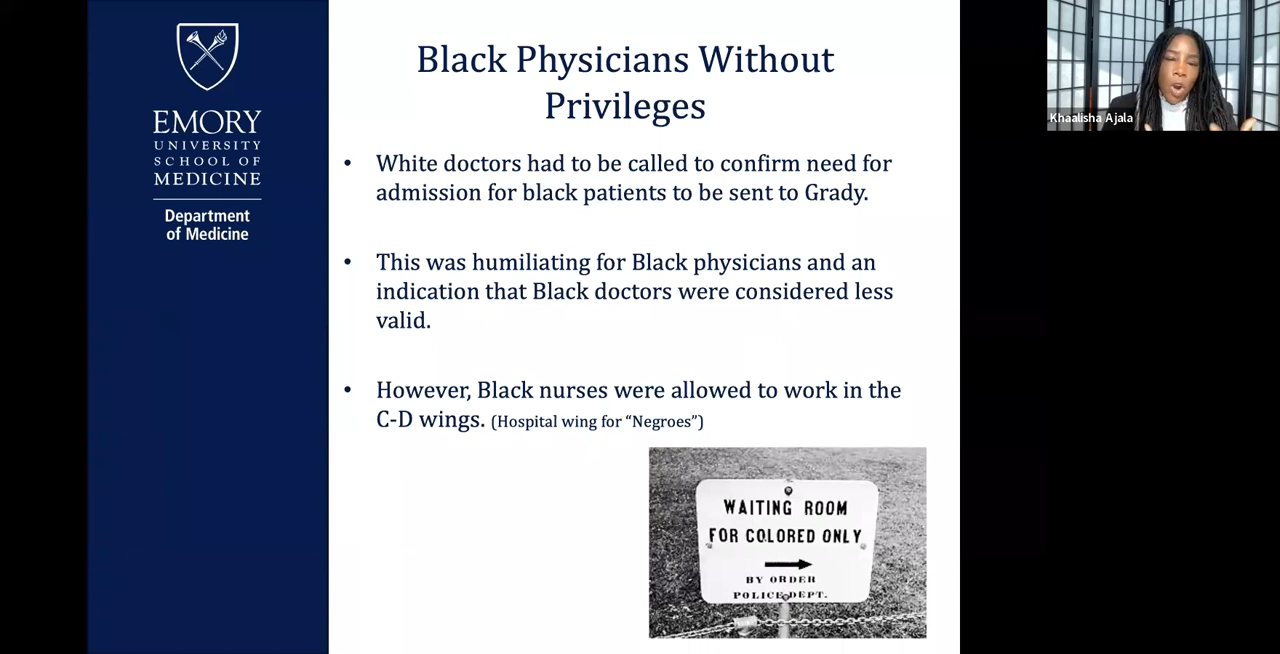 EMORY
UNIVERSITY
SCHOOL OF
MEDICINE
Department
of Medicine
Black Physicians Without
Privileges
• White doctors had to be called to confirm need for
admission for black patients to be sent to Grady.
• This was humiliating for Black physicians and an
indication that Black doctors were considered less
valid.
• However, Black nurses were allowed to work in the
C-D wings. (Hospital wing for “Negroes”)
WAITING ROOM
FOR COLORED ONLY
BY ORDER
POLICE DEPT.
Khaalisha Ajala